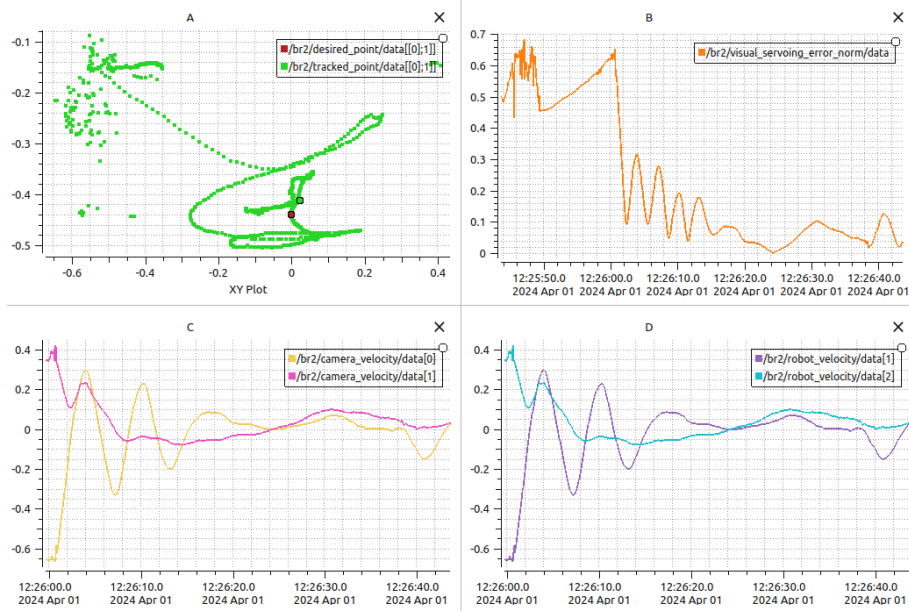 A
-0.1
-0.2
-0.3
-0.4
-0.5
/br2/desired_point/data[[0];1]]
/br2/tracked_point/data[[0];1]]
-0.6 -0.4 -0.2 0 0.2 0.4
XY Plot
B
0.7
0.6
0.5
0.4
0.3
0.2
0.1
0
/br2/visual_servoing_error_norm/data
12:25:50.0 12:26:00.0 12:26:10.0 12:26:20.0 12:26:30.0 12:26:40.0
2024 Apr 01 2024 Apr 01 2024 Apr 01 2024 Apr 01 2024 Apr 01 2024 Apr 01
C
0.4
0.2
0
-0.2
-0.4
-0.6
/br2/camera_velocity/data[0]
/br2/camera_velocity/data[1]
12:26:00.0 12:26:10.0 12:26:20.0 12:26:30.0 12:26:40.0
2024 Apr 01 2024 Apr 01 2024 Apr 01 2024 Apr 01 2024 Apr 01
D
0.4
0.2
0
-0.2
-0.4
-0.6
/br2/robot_velocity/data[1]
/br2/robot_velocity/data[2]
12:26:00.0 12:26:10.0 12:26:20.0 12:26:30.0 12:26:40.0
2024 Apr 01 2024 Apr 01 2024 Apr 01 2024 Apr 01 2024 Apr 01